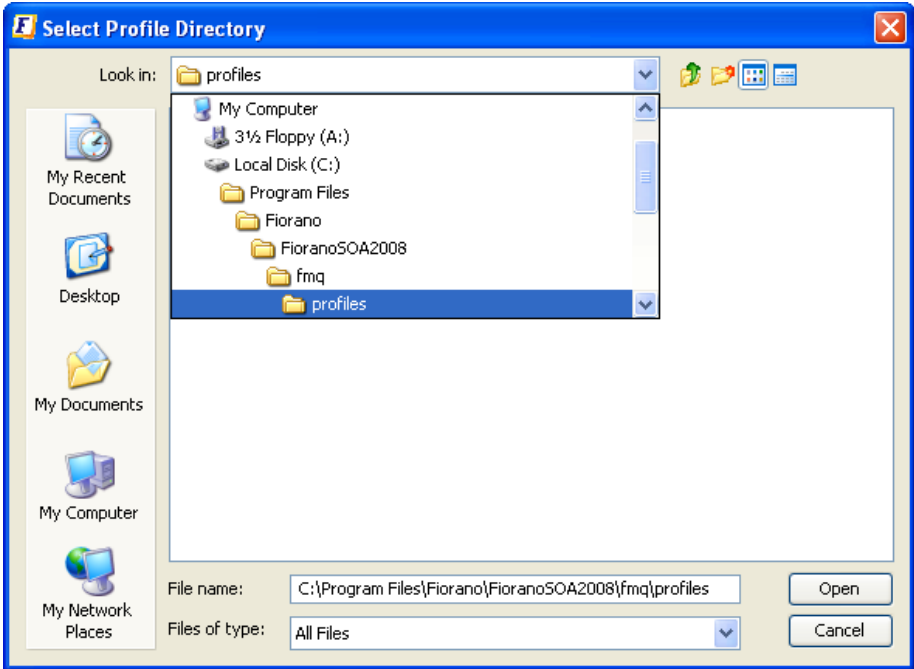 Select Profile Directory
Look in:
profiles
My Computer
3½ Floppy (A:)
Local Disk (C:)
Program Files
Fiorano
FioranoSOA2008
fmq
profiles
My Recent
Documents
Desktop
My Documents
My Computer
My Network
Places
File name:
C:\Program Files\Fiorano\FioranoSOA2008\fmq\profiles
Open
Files of type:
All Files
Cancel